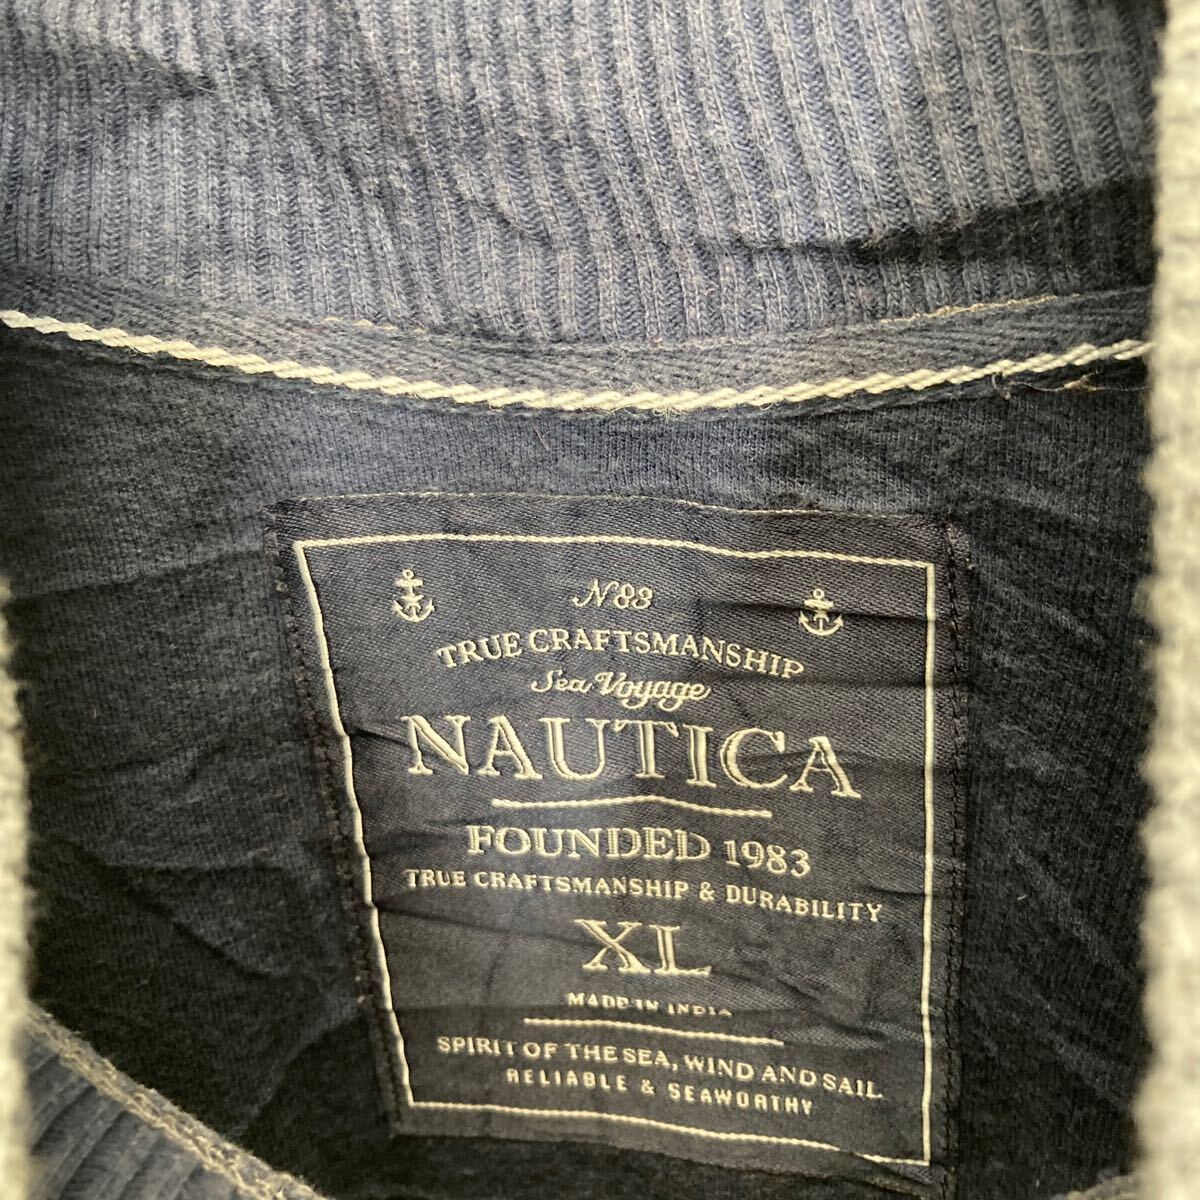 N83
TRUE CRAFTSMANSHIP
Sea Voyage
NAUTICA
FOUNDED 1983
TRUE CRAFTSMANSHIP & DURABILITY
XL
MADE IN INDIA
SPIRIT OF THE SEA, WIND AND SAIL
RELIABLE & SEAWORTHY